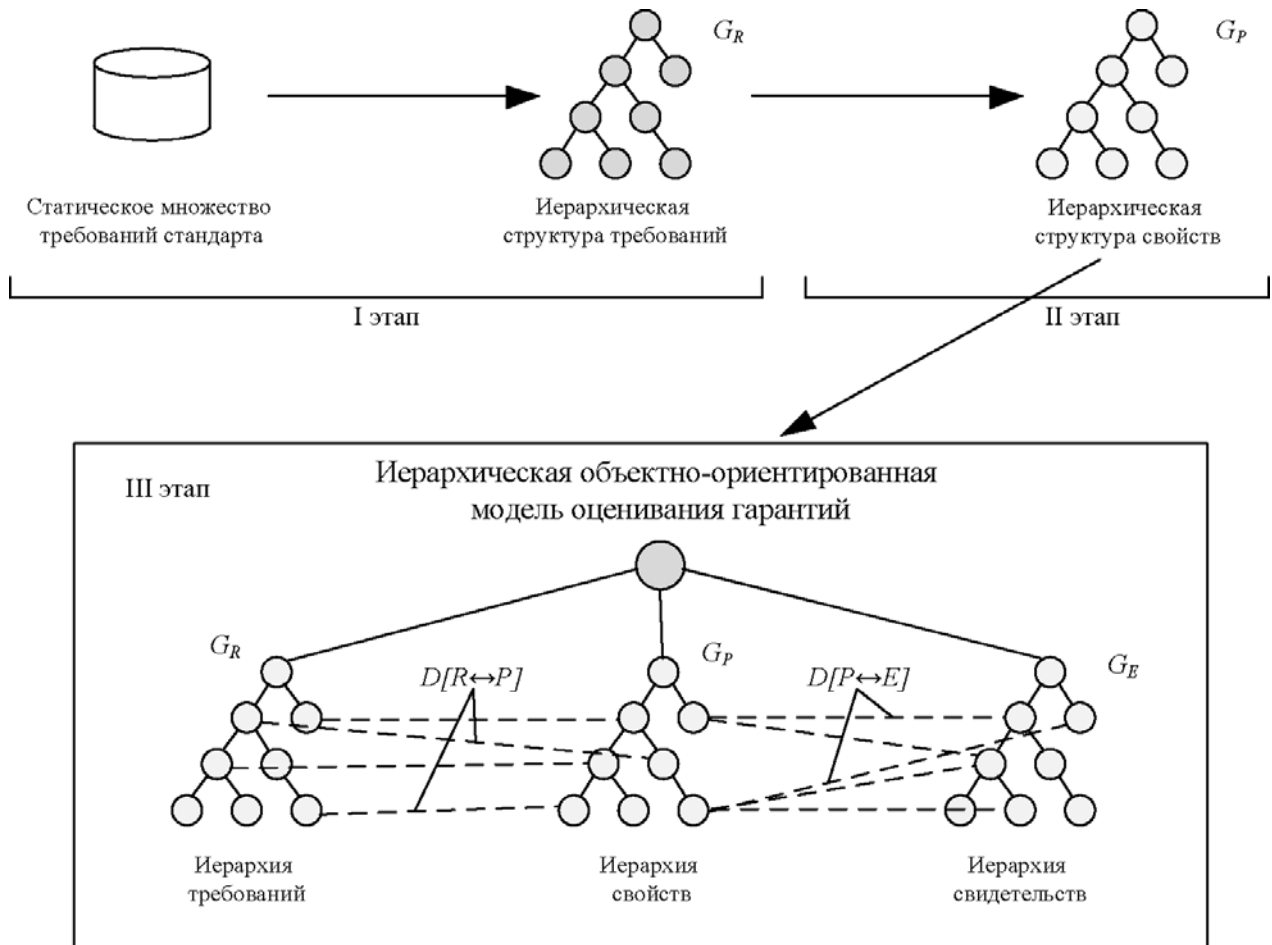 G_R
G_P
Статическое множество
требований стандарта
Иерархическая
структура требований
Иерархическая
структура свойств
I этап
II этап
III этап
Иерархическая объектно-ориентированная
модель оценивания гарантий
G_R
D[R↔P]
G_P
D[P↔E]
G_E
Иерархия
требований
Иерархия
свойств
Иерархия
свидетельств